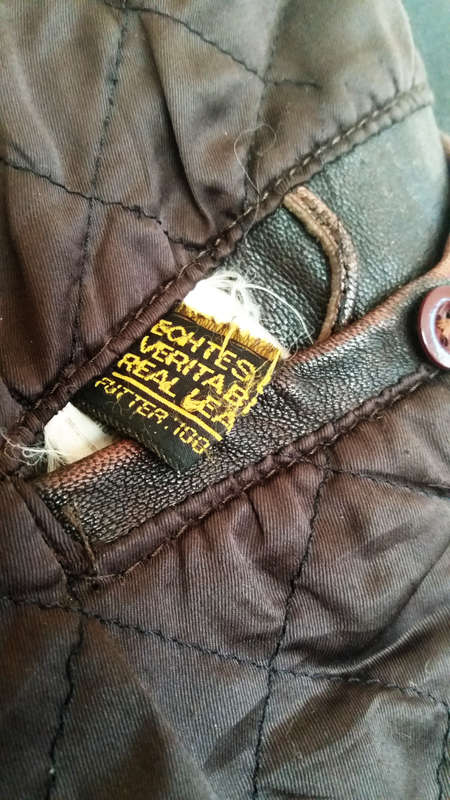 ECHTES
VERITAB
REAL LEA
FUTTER.100